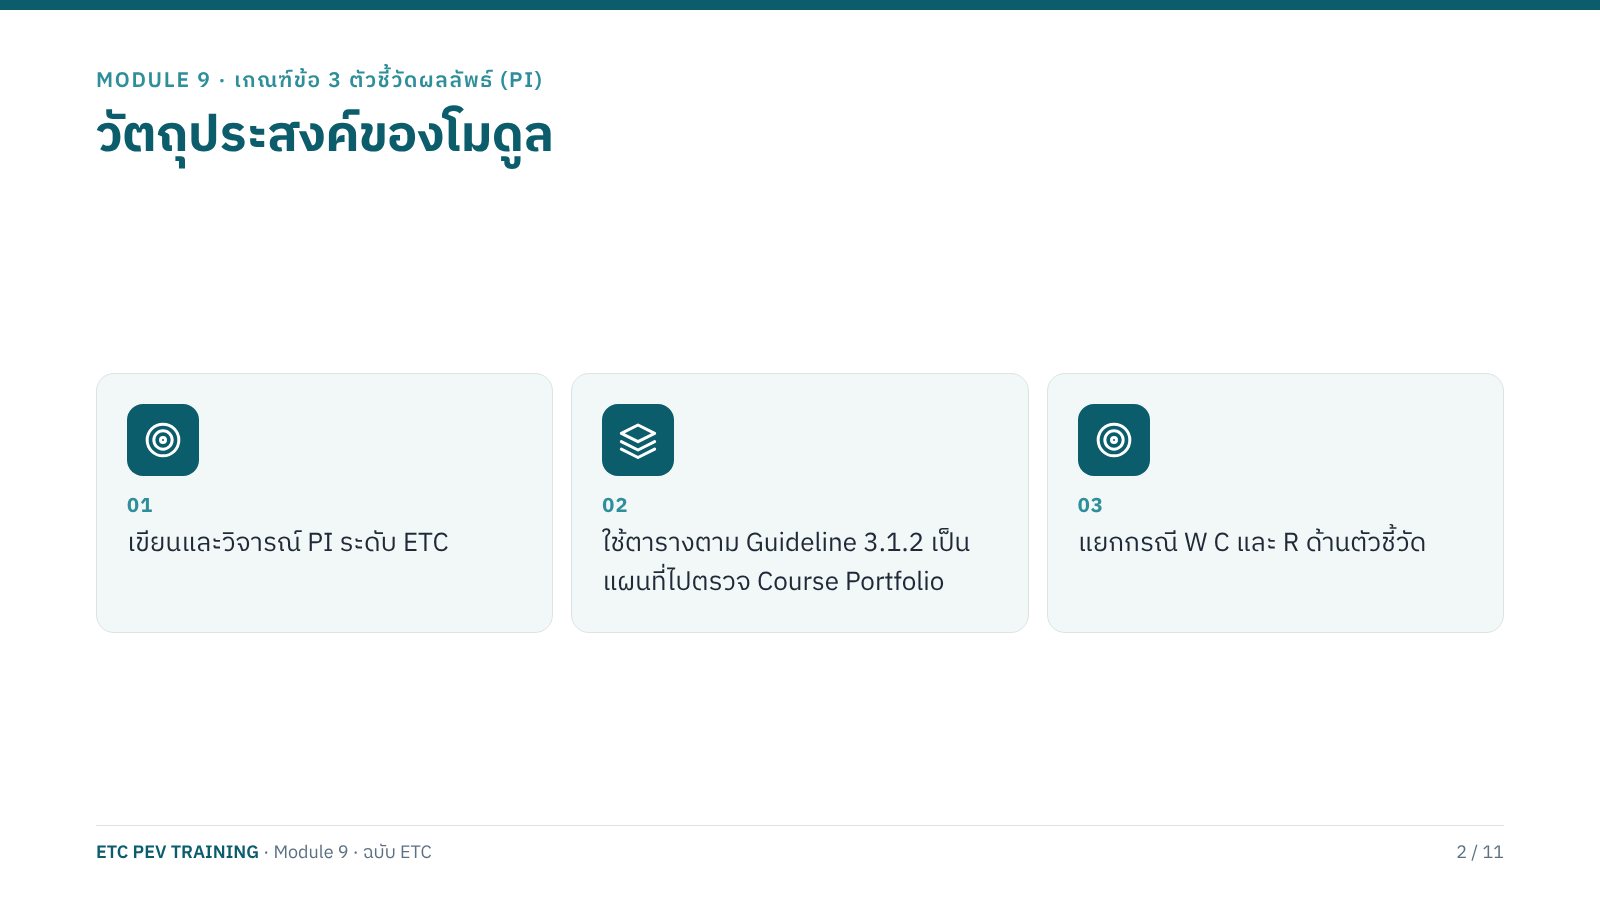 MODULE 9 · เกณฑ์ข้อ 3 ตัวชี้วัดผลลัพธ์ (PI)
วัตถุประสงค์ของโมดูล
01
เขียนและวิจารณ์ PI ระดับ ETC
02
ใช้ตารางตาม Guideline 3.1.2 เป็น
แผนที่ไปตรวจ Course Portfolio
03
แยกกรณี W C และ R ด้านตัวชี้วัด
ETC PEV TRAINING · Module 9 · ฉบับ ETC
2 / 11